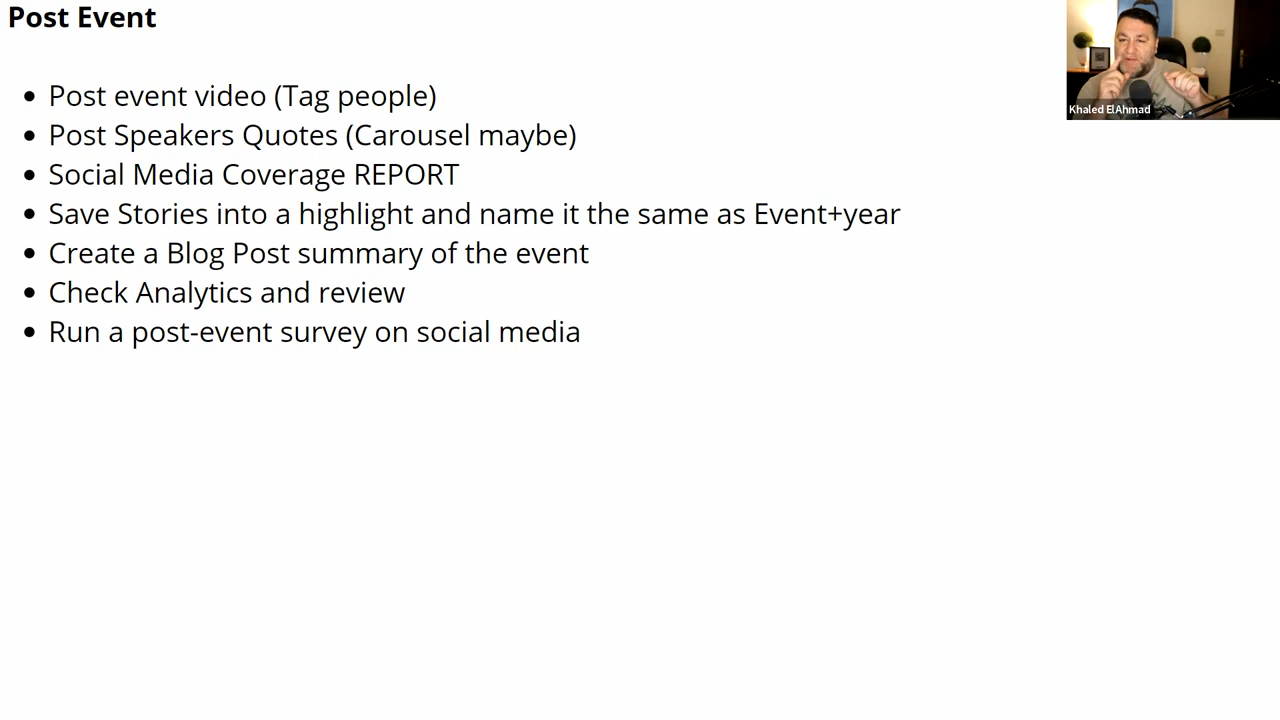 Post Event
Post event video (Tag people)
Post Speakers Quotes (Carousel maybe)
Social Media Coverage REPORT
Save Stories into a highlight and name it the same as Event+year
Create a Blog Post summary of the event
Check Analytics and review
Run a post-event survey on social media
Khaled ElAhmad